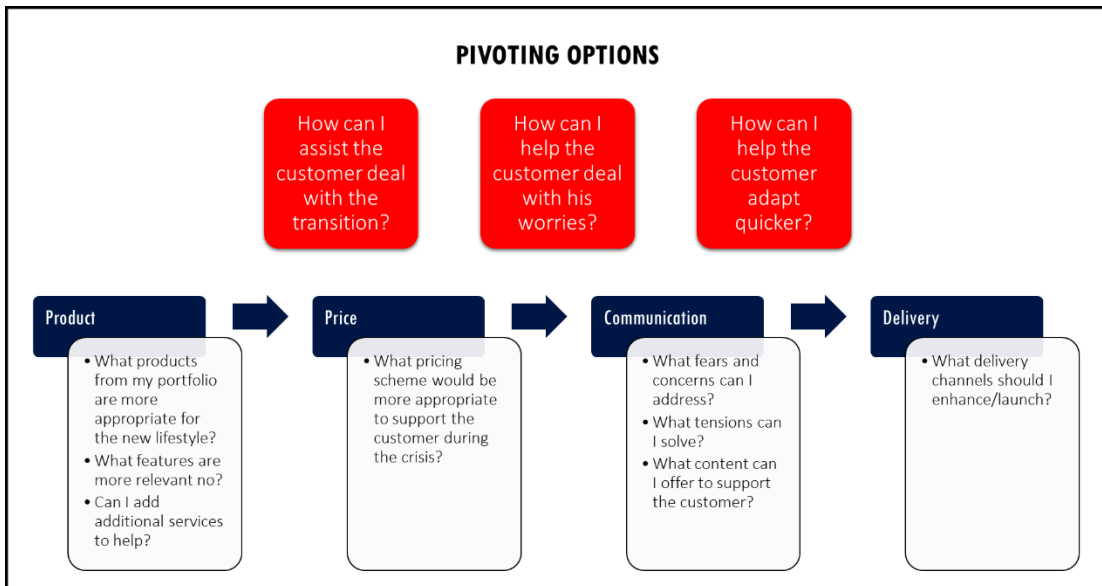 PIVOTING OPTIONS
How can I
assist the
customer deal
with the
transition?
How can I
help the
customer deal
with his
worries?
How can I
help the
customer
adapt
quicker?
Product
• What products
from my portfolio
are more
appropriate for
the new lifestyle?
• What features are
more relevant no?
• Can I add
additional services
to help?
Price
• What pricing
scheme would be
more appropriate
to support the
customer during
the crisis?
Communication
• What fears and
concerns can I
address?
• What tensions can
I solve?
• What content can
I offer to support
the customer?
Delivery
• What delivery
channels should I
enhance/launch?